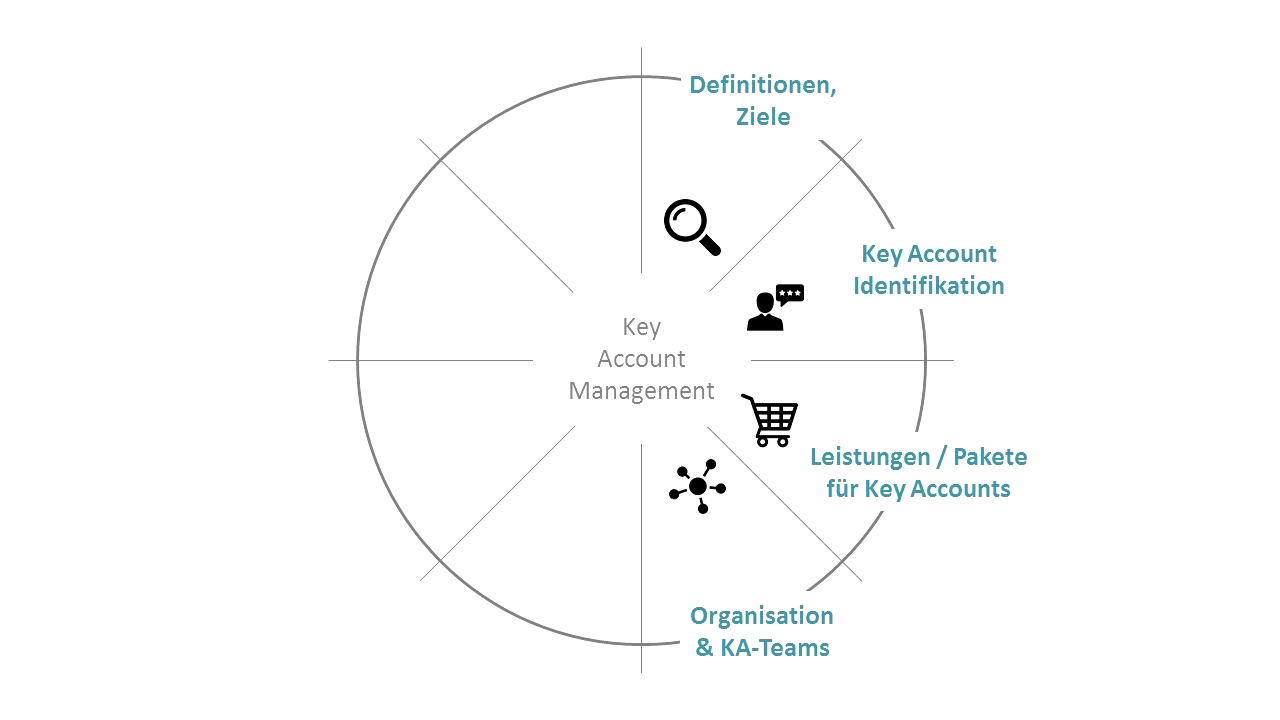 Definitionen,
Ziele
Key Account
Identifikation
Key
Account
Management
Leistungen / Pakete
für Key Accounts
Organisation
& KA-Teams